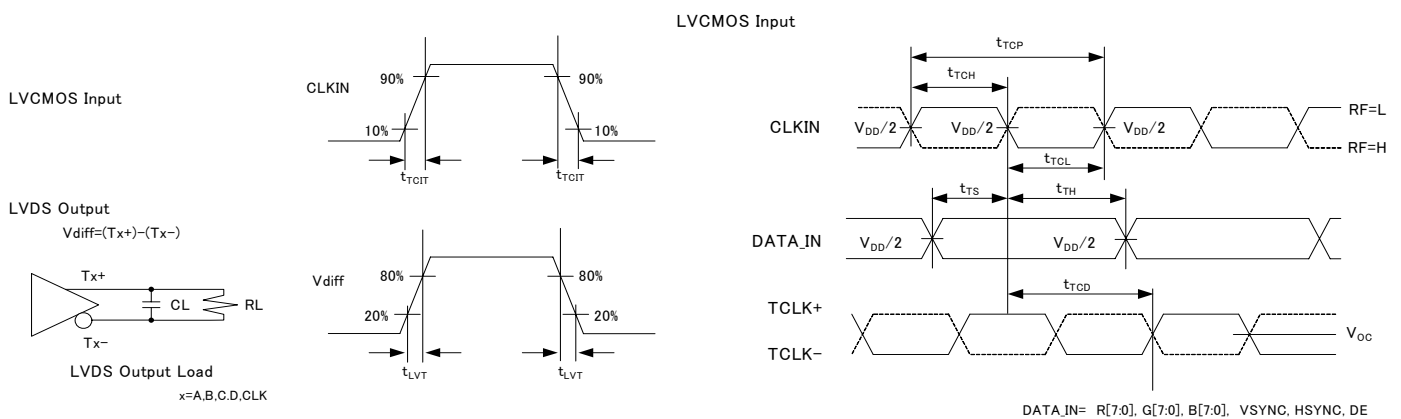 LVCMOS Input
CLKIN
90%
90%
10%
10%
tTCIT
tTCIT
LVDS Output
Vdiff=(Tx+)-(Tx-)
Tx+
CL
RL
Tx-
LVDS Output Load
x=A,B,C.D,CLK
Vdiff
80%
80%
20%
20%
tLVT
tLVT
LVCMOS Input
tTCP
tTCH
CLKIN
VDD/2
VDD/2
VDD/2
RF=L
RF=H
tTCL
tTS
tTH
DATA_IN
VDD/2
VDD/2
tTCD
TCLK+
TCLK-
VOC
DATA_IN= R[7:0], G[7:0], B[7:0], VSYNC, HSYNC, DE